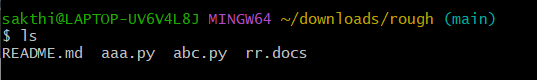 sakthi@LAPTOP-UV6V4L8J MINGW64 ~/downloads/rough (main)
$ ls
README.md  aaa.py  abc.py  rr.docs